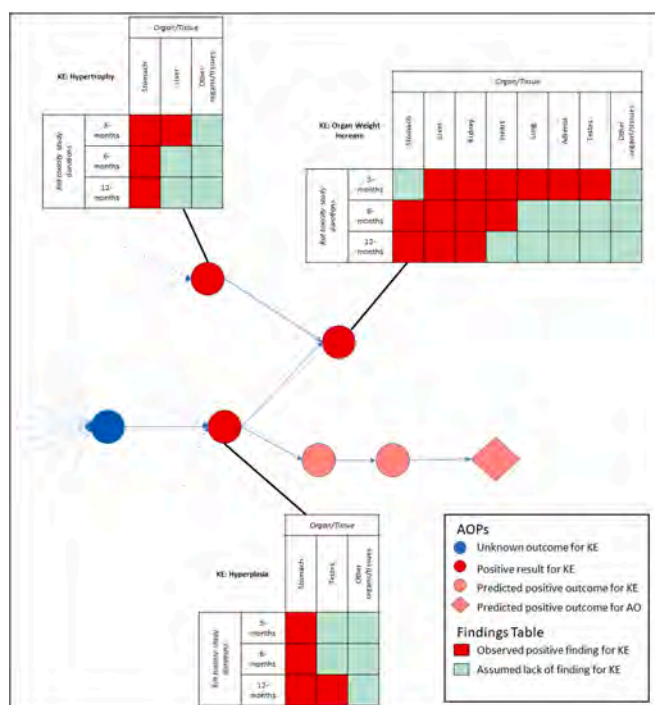 Organ/Tissue
KE: Hypertrophy
Stomach
Liver
Other organs/tissues
Rat toxicity study durations
3-months
6-months
12-months
Organ/Tissue
KE: Organ Weight Increase
Stomach
Liver
Kidney
Heart
Lung
Adrenal
Testes
Other organs/tissues
Rat toxicity study durations
3-months
6-months
12-months
Organ/Tissue
KE: Hyperplasia
Stomach
Testes
Other organs/tissues
Rat toxicity study durations
3-months
6-months
12-months
AOPs
Unknown outcome for KE
Positive result for KE
Predicted positive outcome for KE
Predicted positive outcome for AO
Findings Table
Observed positive finding for KE
Assumed lack of finding for KE